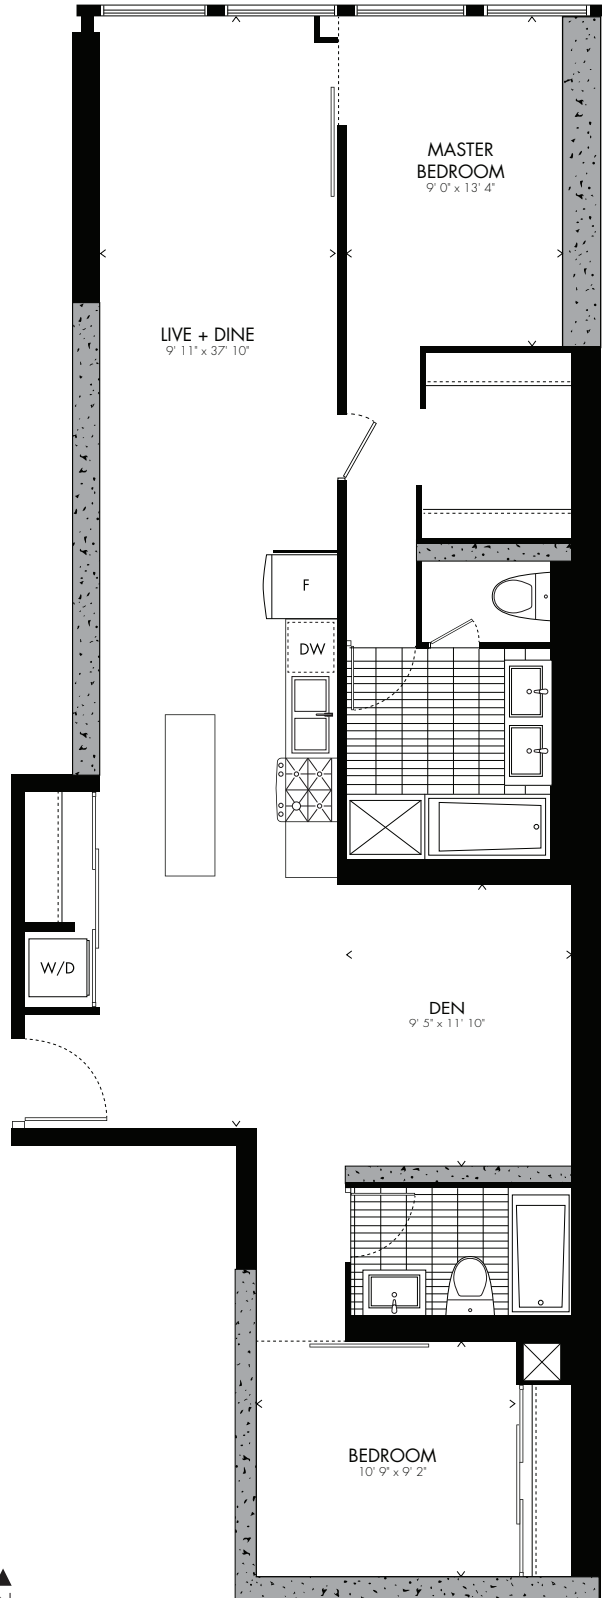 MASTER
BEDROOM
9' 0" x 13' 4"
LIVE + DINE
9' 11" x 37' 10"
F
DW
W/D
DEN
9' 5" x 11' 10"
BEDROOM
10' 9" x 9' 2"